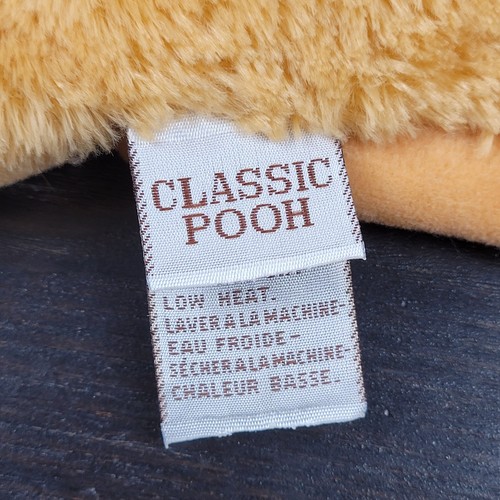 CLASSIC
POOH
LOW HEAT.
LAVER A LA MACHINE-
EAU FROIDE-
SÉCHER A LA MACHINE-
CHALEUR BASSE.